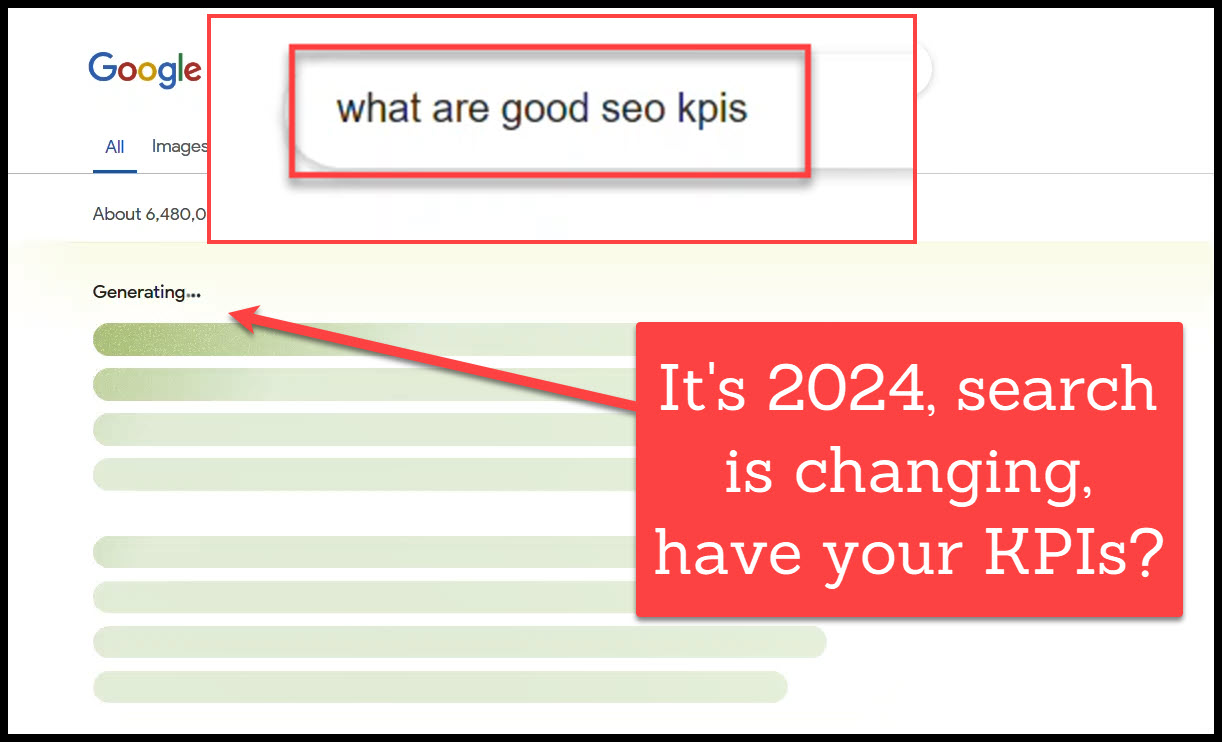 Google
what are good seo kpis
All Images
About 6,480,0
Generating...
It's 2024, search
is changing,
have your KPIs?